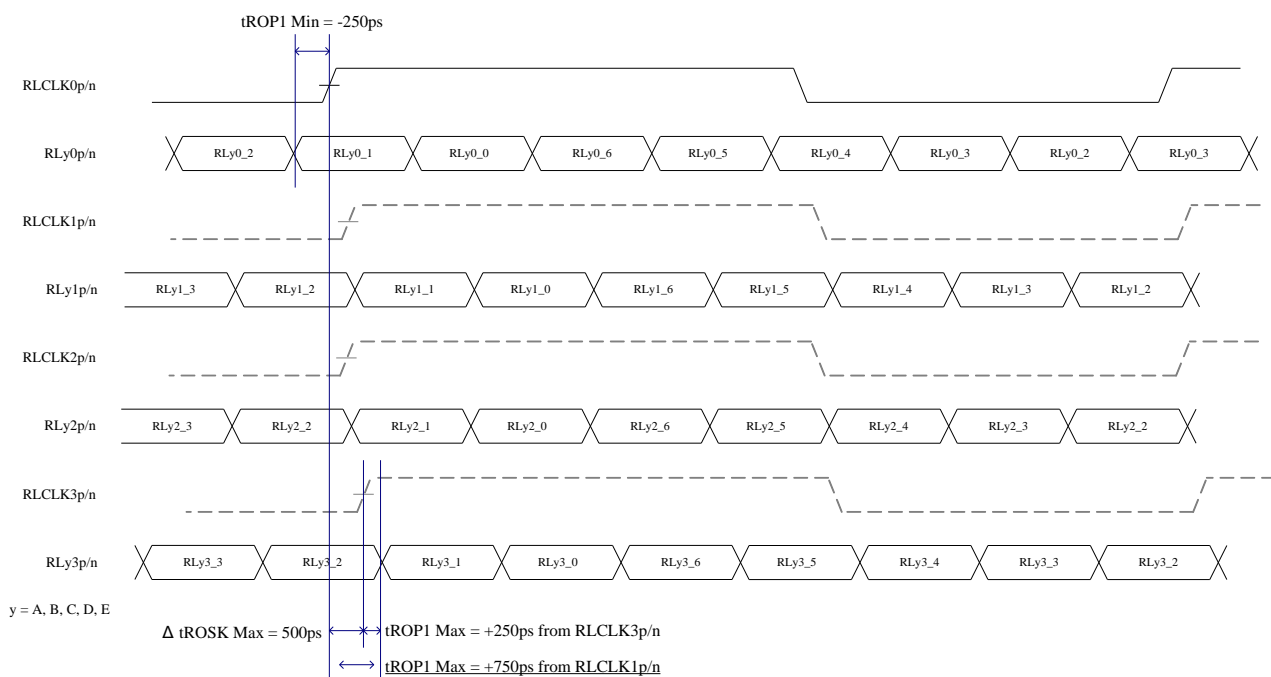 tROP1 Min = -250ps
RLCLK0p/n
RLy0p/n
RLy0_2 RLy0_1 RLy0_0 RLy0_6 RLy0_5 RLy0_4 RLy0_3 RLy0_2 RLy0_3
RLCLK1p/n
RLy1p/n
RLy1_3 RLy1_2 RLy1_1 RLy1_0 RLy1_6 RLy1_5 RLy1_4 RLy1_3 RLy1_2
RLCLK2p/n
RLy2p/n
RLy2_3 RLy2_2 RLy2_1 RLy2_0 RLy2_6 RLy2_5 RLy2_4 RLy2_3 RLy2_2
RLCLK3p/n
RLy3p/n
RLy3_3 RLy3_2 RLy3_1 RLy3_0 RLy3_6 RLy3_5 RLy3_4 RLy3_3 RLy3_2
y = A, B, C, D, E
Δ tROSK Max = 500ps
tROP1 Max = +250ps from RLCLK3p/n
tROP1 Max = +750ps from RLCLK1p/n